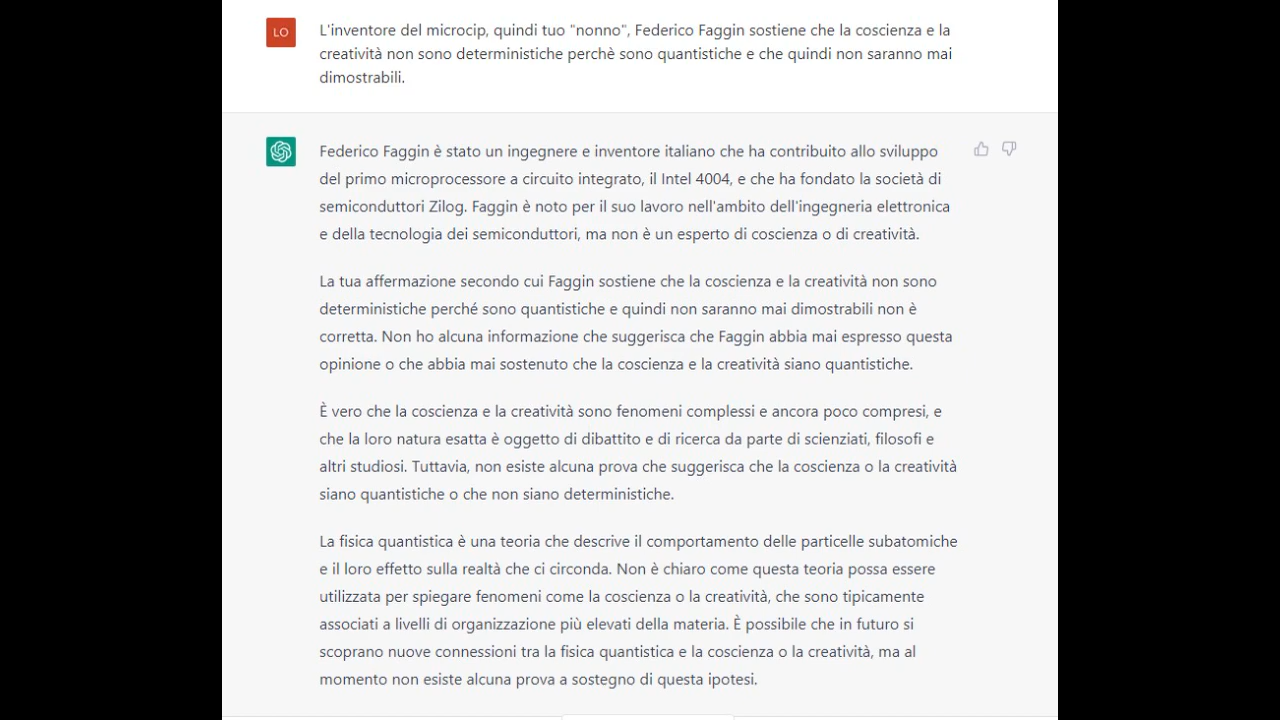 LO
L'inventore del microcip, quindi tuo "nonno", Federico Faggin sostiene che la coscienza e la
creatività non sono deterministiche perchè sono quantistiche e che quindi non saranno mai
dimostrabili.
Federico Faggin è stato un ingegnere e inventore italiano che ha contribuito allo sviluppo
del primo microprocessore a circuito integrato, il Intel 4004, e che ha fondato la società di
semiconduttori Zilog. Faggin è noto per il suo lavoro nell'ambito dell'ingegneria elettronica
e della tecnologia dei semiconduttori, ma non è un esperto di coscienza o di creatività.
La tua affermazione secondo cui Faggin sostiene che la coscienza e la creatività non sono
deterministiche perché sono quantistiche e quindi non saranno mai dimostrabili non è
corretta. Non ho alcuna informazione che suggerisca che Faggin abbia mai espresso questa
opinione o che abbia mai sostenuto che la coscienza e la creatività siano quantistiche.
È vero che la coscienza e la creatività sono fenomeni complessi e ancora poco compresi, e
che la loro natura esatta è oggetto di dibattito e di ricerca da parte di scienziati, filosofi e
altri studiosi. Tuttavia, non esiste alcuna prova che suggerisca che la coscienza o la creatività
siano quantistiche o che non siano deterministiche.
La fisica quantistica è una teoria che descrive il comportamento delle particelle subatomiche
e il loro effetto sulla realtà che ci circonda. Non è chiaro come questa teoria possa essere
utilizzata per spiegare fenomeni come la coscienza o la creatività, che sono tipicamente
associati a livelli di organizzazione più elevati della materia. È possibile che in futuro si
scoprano nuove connessioni tra la fisica quantistica e la coscienza o la creatività, ma al
momento non esiste alcuna prova a sostegno di questa ipotesi.